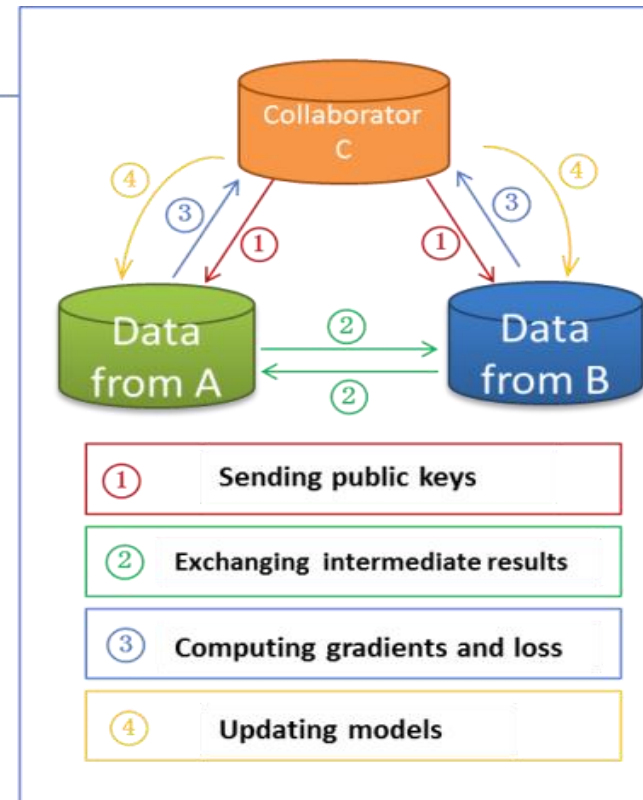 Collaborator
C
④
④
③
③
①
①
Data
from A
②
②
Data
from B
① Sending public keys
② Exchanging intermediate results
③ Computing gradients and loss
④ Updating models